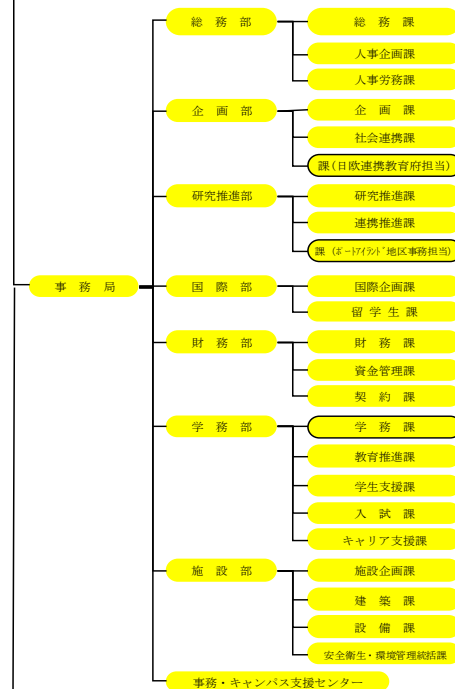 総務部
総務課
人事企画課
人事労務課
企画部
企画課
社会連携課
課(日欧連携教育府担当)
研究推進部
研究推進課
連携推進課
課(ポートアイランド地区事務担当)
事務局
国際部
国際企画課
留学生課
財務部
財務課
資金管理課
契約課
学務部
学務課
教育推進課
学生支援課
入試課
キャリア支援課
施設部
施設企画課
建築課
設備課
安全衛生・環境管理統括課
事務・キャンパス支援センター